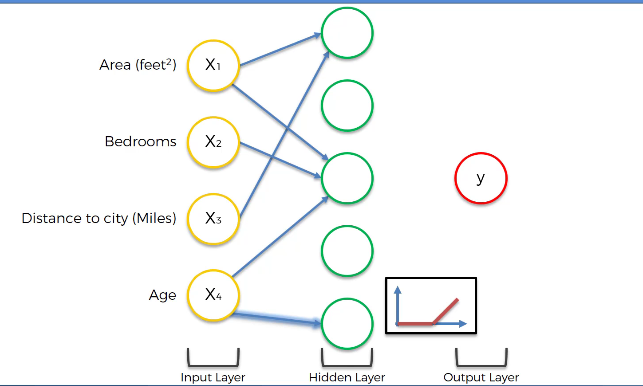 Area (feet²) X1
Bedrooms X2
Distance to city (Miles) X3
Age X4
y
Input Layer Hidden Layer Output Layer